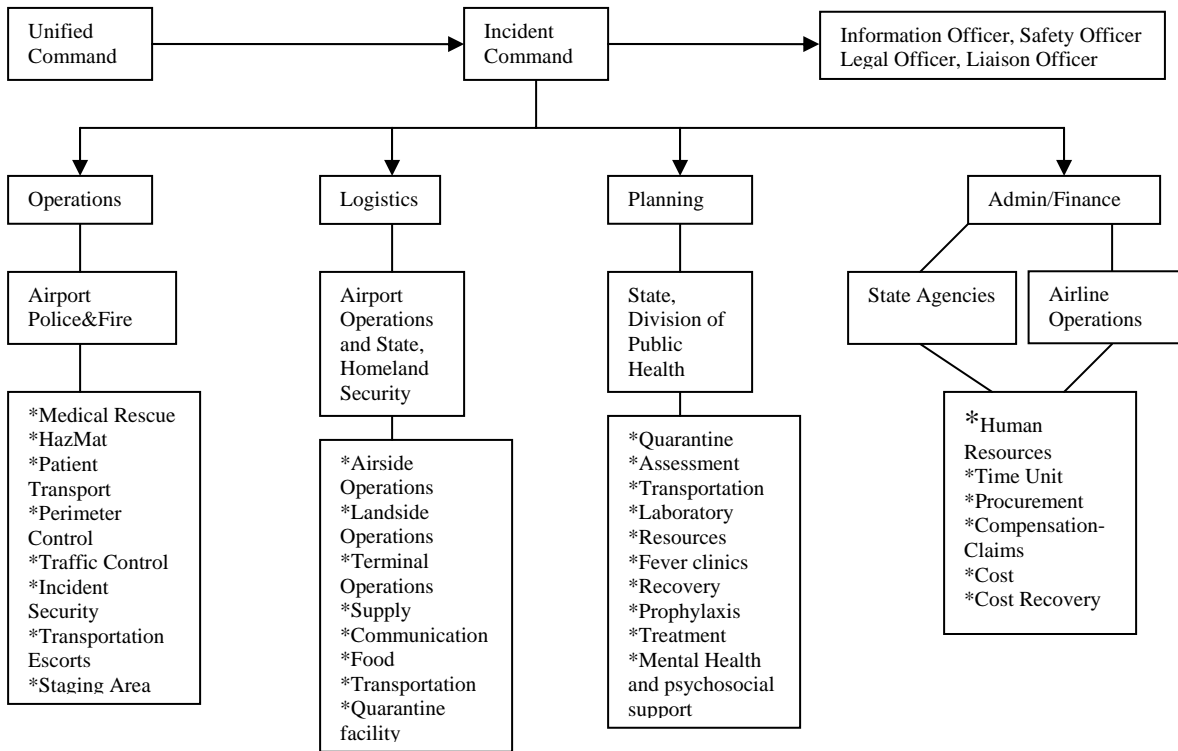 Unified
Command
Incident
Command
Information Officer, Safety Officer
Legal Officer, Liaison Officer
Operations
Logistics
Planning
Admin/Finance
Airport
Police&Fire
Airport
Operations
and State,
Homeland
Security
State,
Division of
Public
Health
State Agencies
Airline
Operations
*Medical Rescue
*HazMat
*Patient
Transport
*Perimeter
Control
*Traffic Control
*Incident
Security
*Transportation
Escorts
*Staging Area
*Airside
Operations
*Landside
Operations
*Terminal
Operations
*Supply
*Communication
*Food
*Transportation
*Quarantine
facility
*Quarantine
*Assessment
*Transportation
*Laboratory
*Resources
*Fever clinics
*Recovery
*Prophylaxis
*Treatment
*Mental Health
and psychosocial
support
*Human
Resources
*Time Unit
*Procurement
*Compensation-
Claims
*Cost
*Cost Recovery